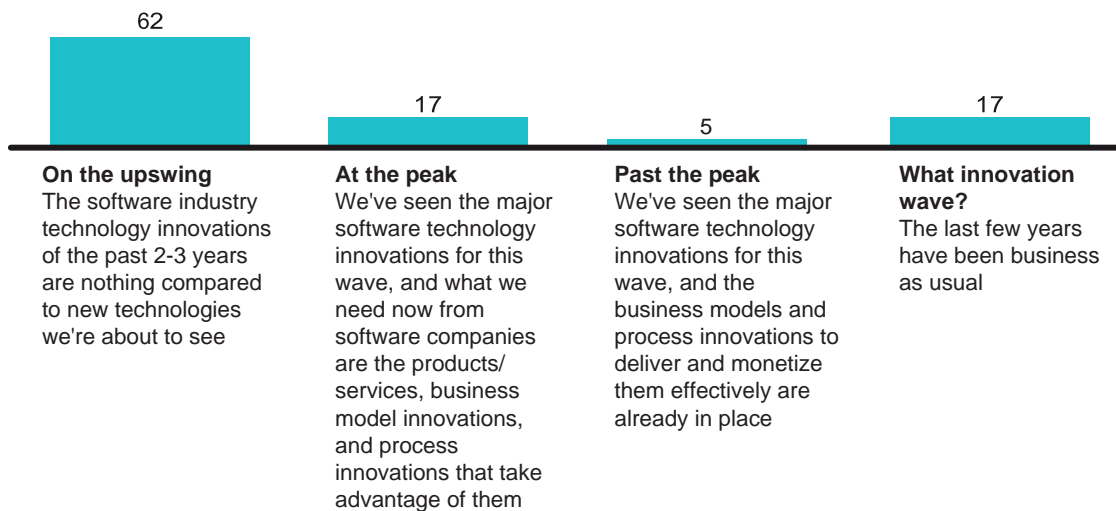 62
17
5
17
On the upswing
The software industry
technology innovations
of the past 2-3 years
are nothing compared
to new technologies
we're about to see
At the peak
We've seen the major
software technology
innovations for this
wave, and what we
need now from
software companies
are the products/
services, business
model innovations,
and process
innovations that take
advantage of them
Past the peak
We've seen the major
software technology
innovations for this
wave, and the
business models and
process innovations to
deliver and monetize
them effectively are
already in place
What innovation
wave?
The last few years
have been business
as usual